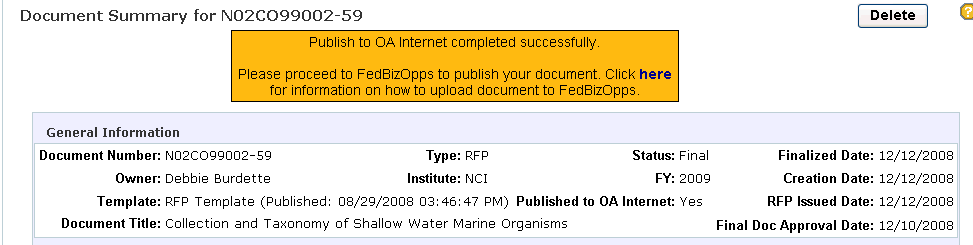 Document Summary for N02CO99002-59
Delete
?
Publish to OA Internet completed successfully.
Please proceed to FedBizOpps to publish your document. Click here
for information on how to upload document to FedBizOpps.
General Information
Document Number: N02CO99002-59 Type: RFP Status: Final Finalized Date: 12/12/2008
Owner: Debbie Burdette Institute: NCI FY: 2009 Creation Date: 12/12/2008
Template: RFP Template (Published: 08/29/2008 03:46:47 PM) Published to OA Internet: Yes RFP Issued Date: 12/12/2008
Document Title: Collection and Taxonomy of Shallow Water Marine Organisms Final Doc Approval Date: 12/10/2008